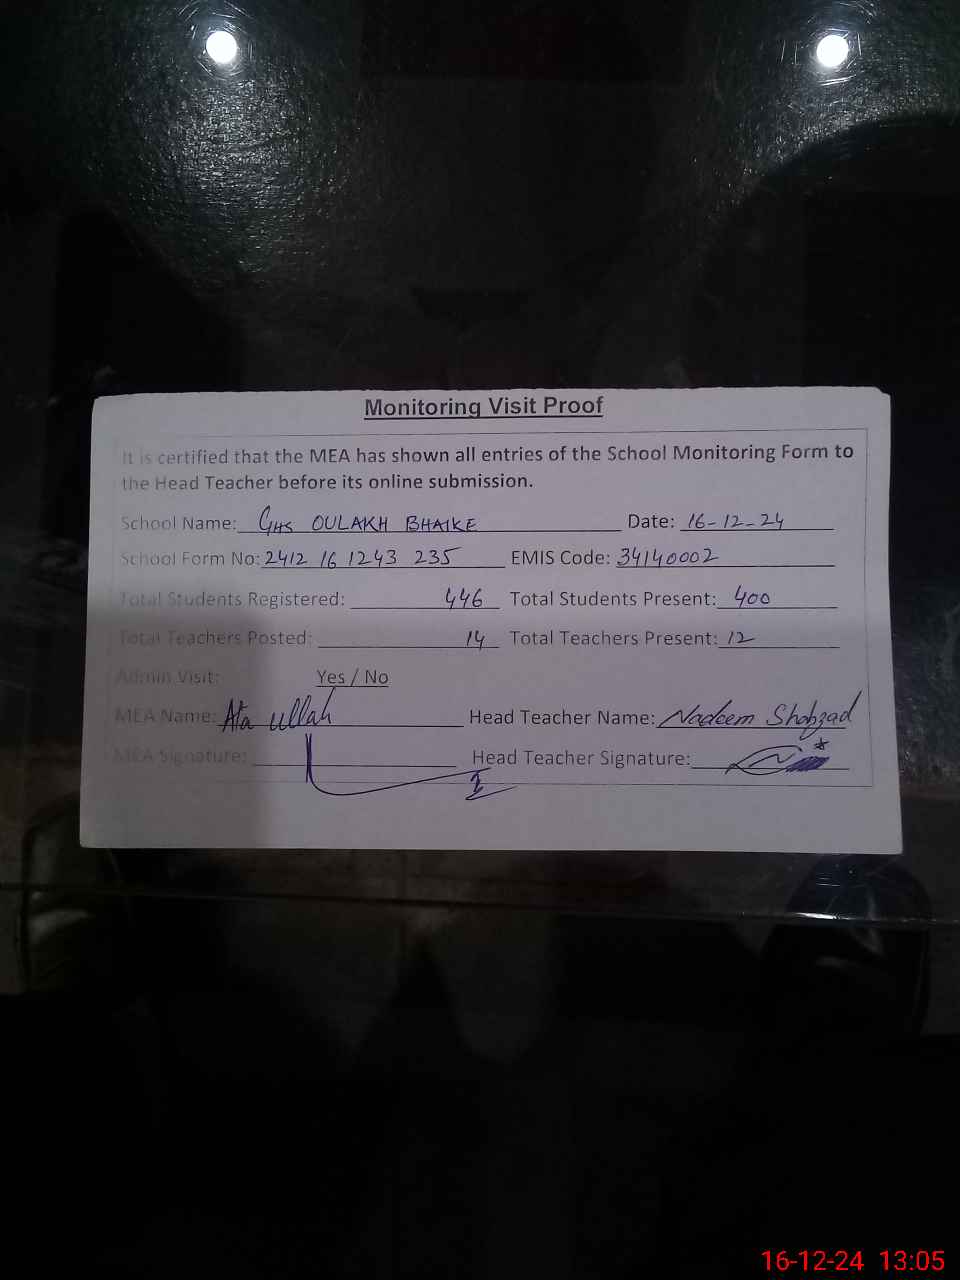 Monitoring Visit Proof
It is certified that the MEA has shown all entries of the School Monitoring Form to
the Head Teacher before its online submission.
School Name: GHS OULAKH BHAIKE Date: 16-12-24
School Form No: 2412 16 1243 235 EMIS Code: 34140002
Total Students Registered: 446 Total Students Present: 400
Total Teachers Posted: 14 Total Teachers Present: 12
Admin Visit: Yes / No
MEA Name: Ata ullah Head Teacher Name: Nadeem Shahzad
MEA Signature: Head Teacher Signature:
16-12-24 13:05